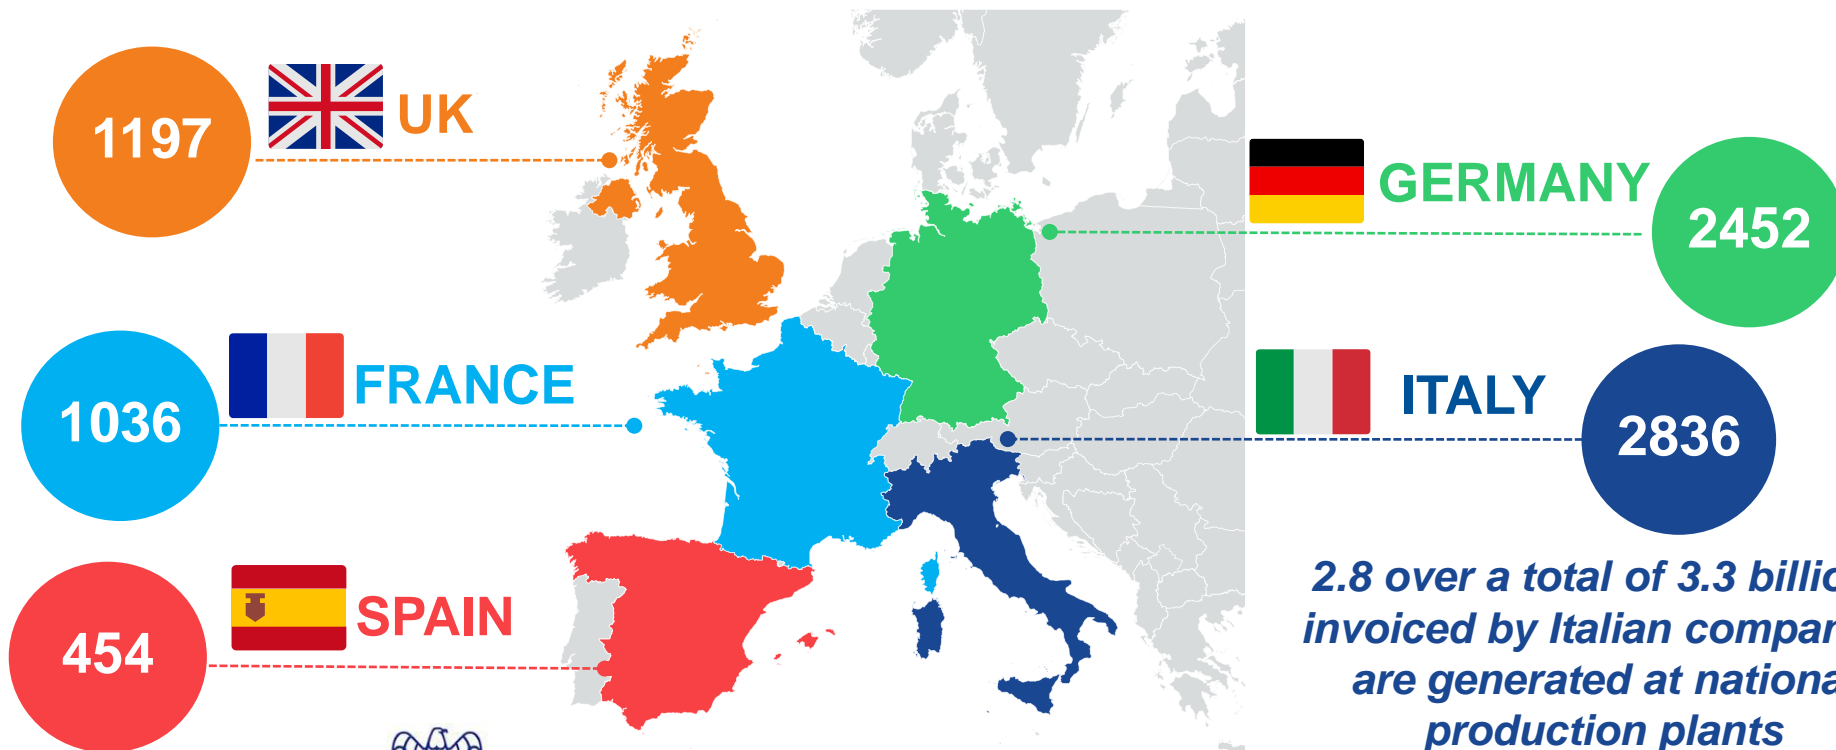 1197
UK
GERMANY
2452
FRANCE
1036
ITALY
2836
SPAIN
454
2.8 over a total of 3.3
invoiced by Italian
are generated at
production plants